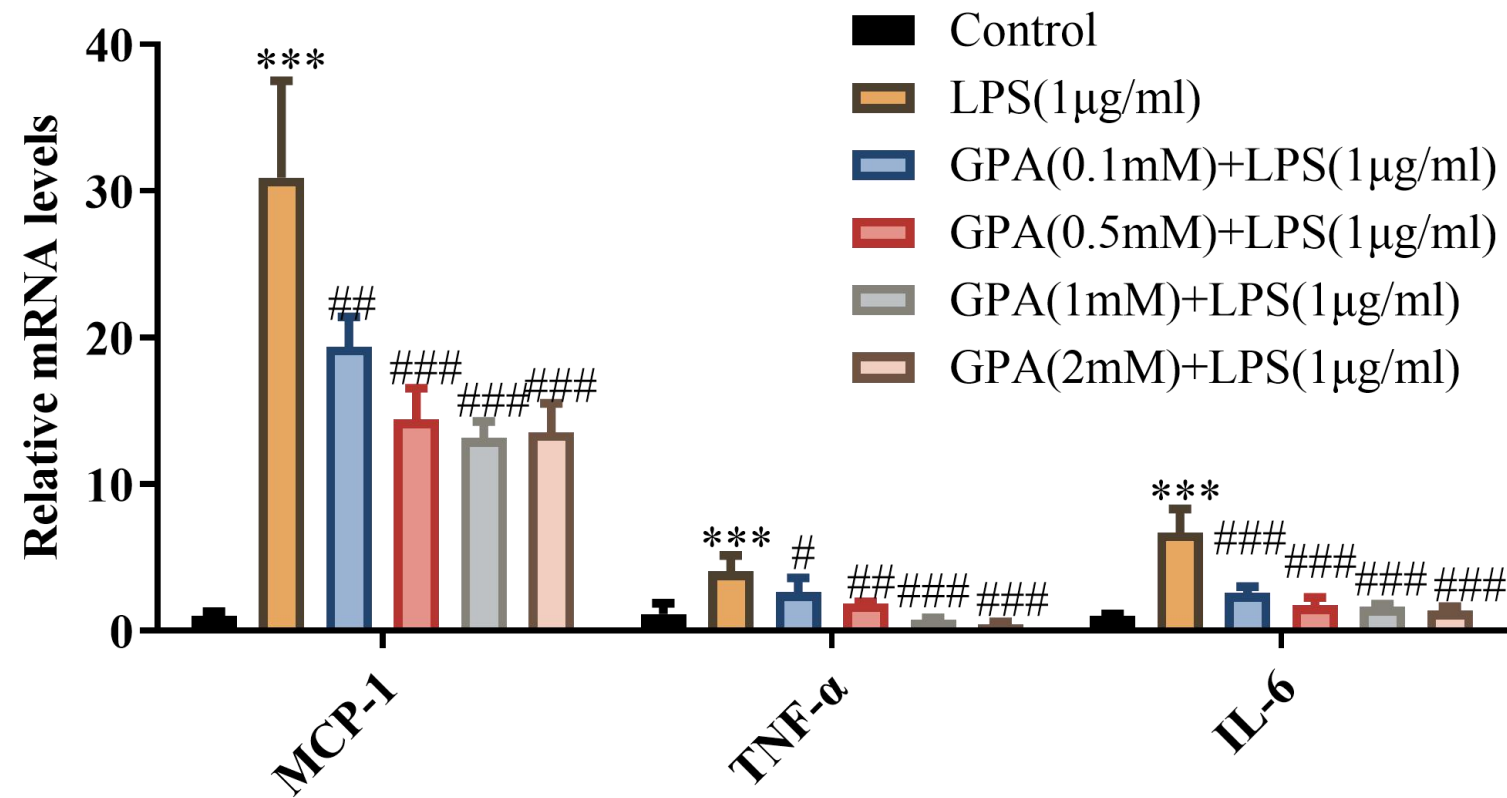 Relative mRNA levels
40
30
20
10
0
Control
LPS(1μg/ml)
GPA(0.1mM)+LPS(1μg/ml)
GPA(0.5mM)+LPS(1μg/ml)
GPA(1mM)+LPS(1μg/ml)
GPA(2mM)+LPS(1μg/ml)
***
##
###
###
###
***
#
##
###
###
***
###
###
###
###
MCP-1
TNF-α
IL-6